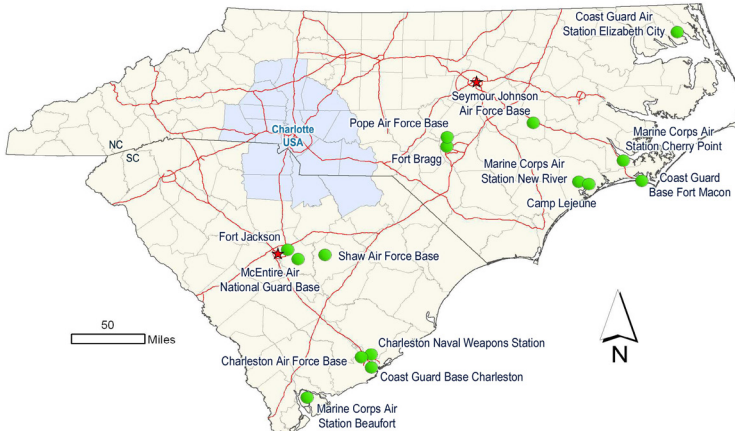 Coast Guard Air
Station Elizabeth City
Seymour Johnson
Air Force Base
Pope Air Force Base
Fort Bragg
Marine Corps Air
Station Cherry Point
Charlotte
USA
NC
SC
Marine Corps Air
Station New River
Coast Guard
Base Fort Macon
Camp Lejeune
Fort Jackson
Shaw Air Force Base
McEntire Air
National Guard Base
50
Miles
N
Charleston Naval Weapons Station
Charleston Air Force Base
Coast Guard Base Charleston
Marine Corps Air
Station Beaufort